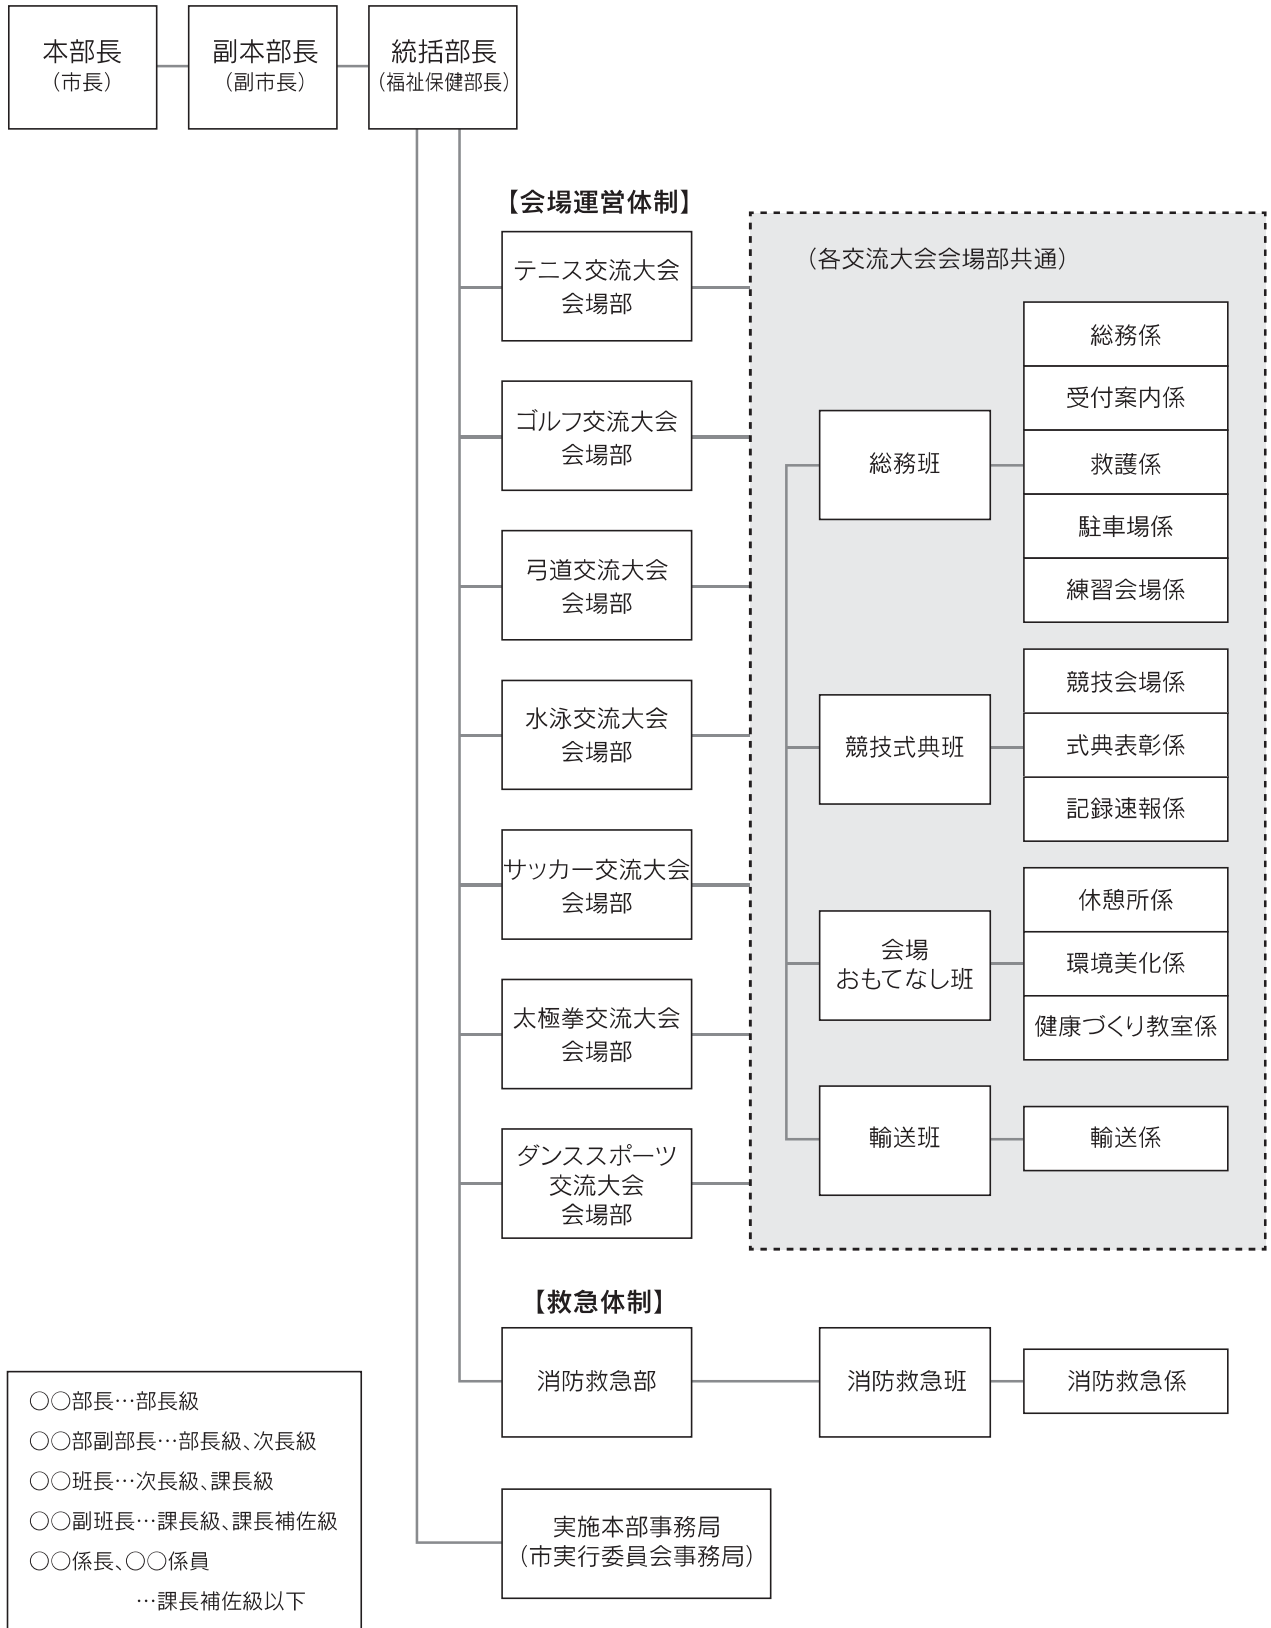 本部長
（市長）
副本部長
（副市長）
統括部長
（福祉保健部長）
【会場運営体制】
テニス交流大会
会場部
ゴルフ交流大会
会場部
弓道交流大会
会場部
水泳交流大会
会場部
サッカー交流大会
会場部
太極拳交流大会
会場部
ダンススポーツ
交流大会
会場部
（各交流大会会場部共通）
総務班
総務係
受付案内係
救護係
駐車場係
練習会場係
競技式典班
競技会場係
式典表彰係
記録速報係
会場
おもてなし班
休憩所係
環境美化係
健康づくり教室係
輸送班
輸送係
【救急体制】
消防救急部
消防救急班
消防救急係
実施本部事務局
（市実行委員会事務局）
○○部長…部長級
○○部副部長…部長級、次長級
○○班長…次長級、課長級
○○副班長…課長級、課長補佐級
○○係長、○○係員
…課長補佐級以下